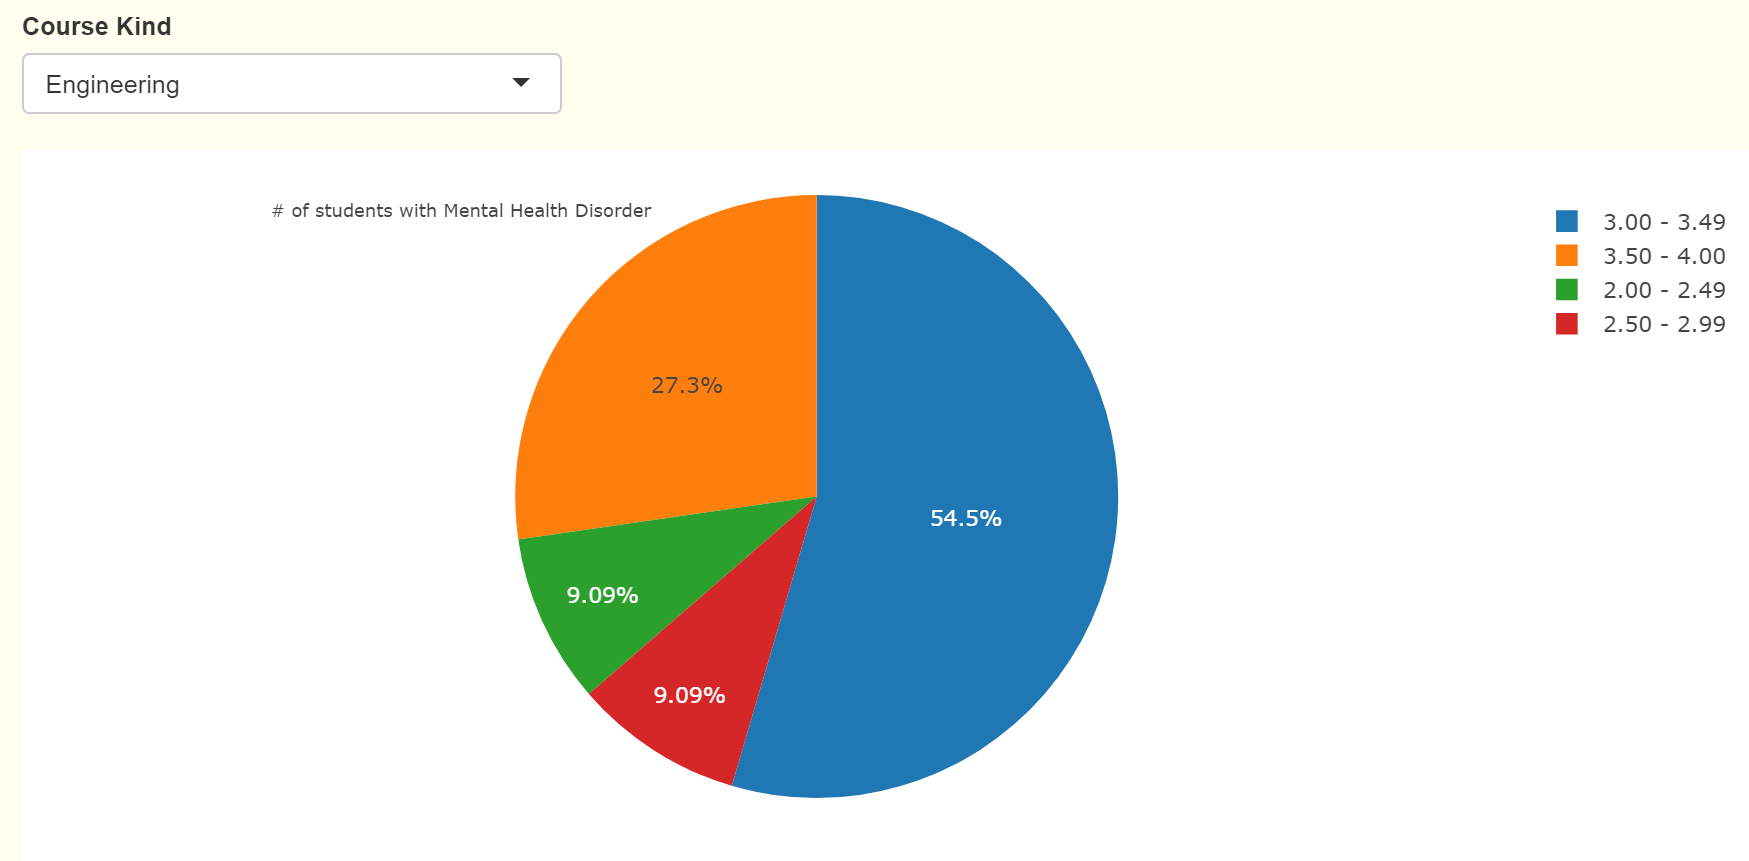 Course Kind
Engineering
# of students with Mental Health Disorder
3.00 - 3.49
3.50 - 4.00
2.00 - 2.49
2.50 - 2.99
27.3%
54.5%
9.09%
9.09%